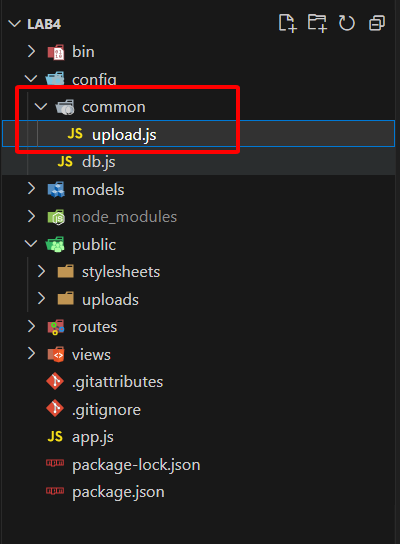 LAB4
bin
config
common
JS upload.js
JS db.js
models
node_modules
public
stylesheets
uploads
routes
views
.gitattributes
.gitignore
JS app.js
package-lock.json
package.json